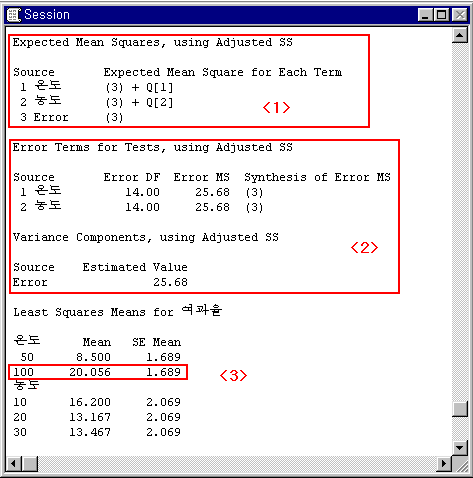 Session
Expected Mean Squares, using Adjusted SS
Source Expected Mean Square for Each Term
1 온도 (3) + Q[1]
2 농도 (3) + Q[2]
3 Error (3)
<1>
Error Terms for Tests, using Adjusted SS
Source Error DF Error MS Synthesis of Error MS
1 온도 14.00 25.68 (3)
2 농도 14.00 25.68 (3)
Variance Components, using Adjusted SS
<2>
Source Estimated Value
Error 25.68
Least Squares Means for 여과율
온도 Mean SE Mean
50 8.500 1.689
100 20.056 1.689
<3>
농도
10 16.200 2.069
20 13.167 2.069
30 13.467 2.069